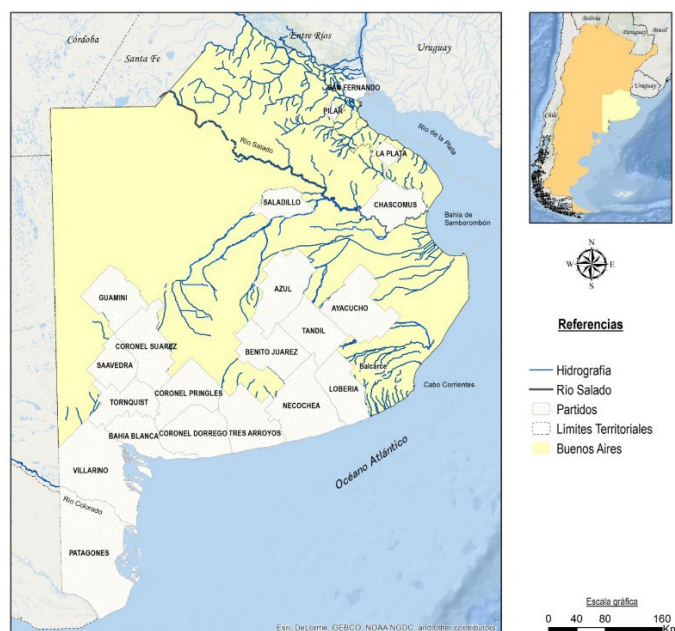 Córdoba
Entre Ríos
Uruguay
Santa Fe
SAN FERNANDO
PILAR
Río de la Plata
Río Salado
LA PLATA
SALADILLO
CHASCOMUS
Bahía de
Samborombón
AZUL
GUAMINI
AYACUCHO
TANDIL
CORONEL SUAREZ
BENITO JUAREZ
SAAVEDRA
Balcarce
LOBERIA
Cabo Corrientes
CORONEL PRINGLES
TORNQUIST
NECOCHEA
BAHIA BLANCA
CORONEL DORREGO
TRES ARROYOS
Océano Atlántico
VILLARINO
Río Colorado
PATAGONES
Esri, DeLorme, GEBCO, NOAA NGDC, and other contributors
Bolivia
Paraguay
Brasil
Uruguay
Chile
N
W
E
S
Referencias
Hidrografía
Río Salado
Partidos
Límites Territoriales
Buenos Aires
Escala gráfica
0 40 80 160
Km